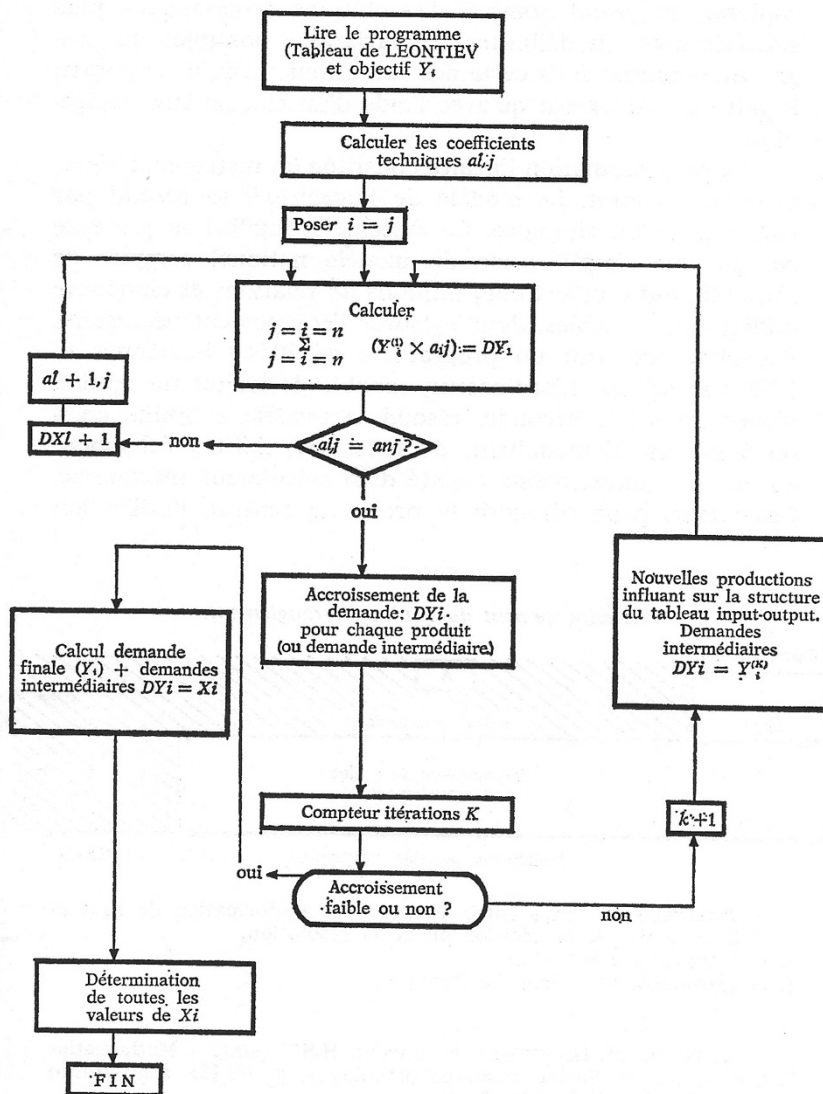 Lire le programme
(Tableau de LEONTIEV
et objectif Yi
Calculer les coefficients
techniques al,j
Poser i = j
Calculer
j = i = n
Σ (Y(1)i × aij) := DY1
j = i = n
al + 1, j
DXl + 1
non
al,j = anj ?
oui
Accroissement de la
demande: DYi
pour chaque produit
(ou demande intermédiaire)
Nouvelles productions
influant sur la structure
du tableau input-output.
Demandes
intermédiaires
DYi = Y(K)i
Calcul demande
finale (Yi) + demandes
intermédiaires DYi = Xi
Compteur itérations K
k+1
oui
Accroissement
faible ou non ?
non
Détermination
de toutes les
valeurs de Xi
FIN